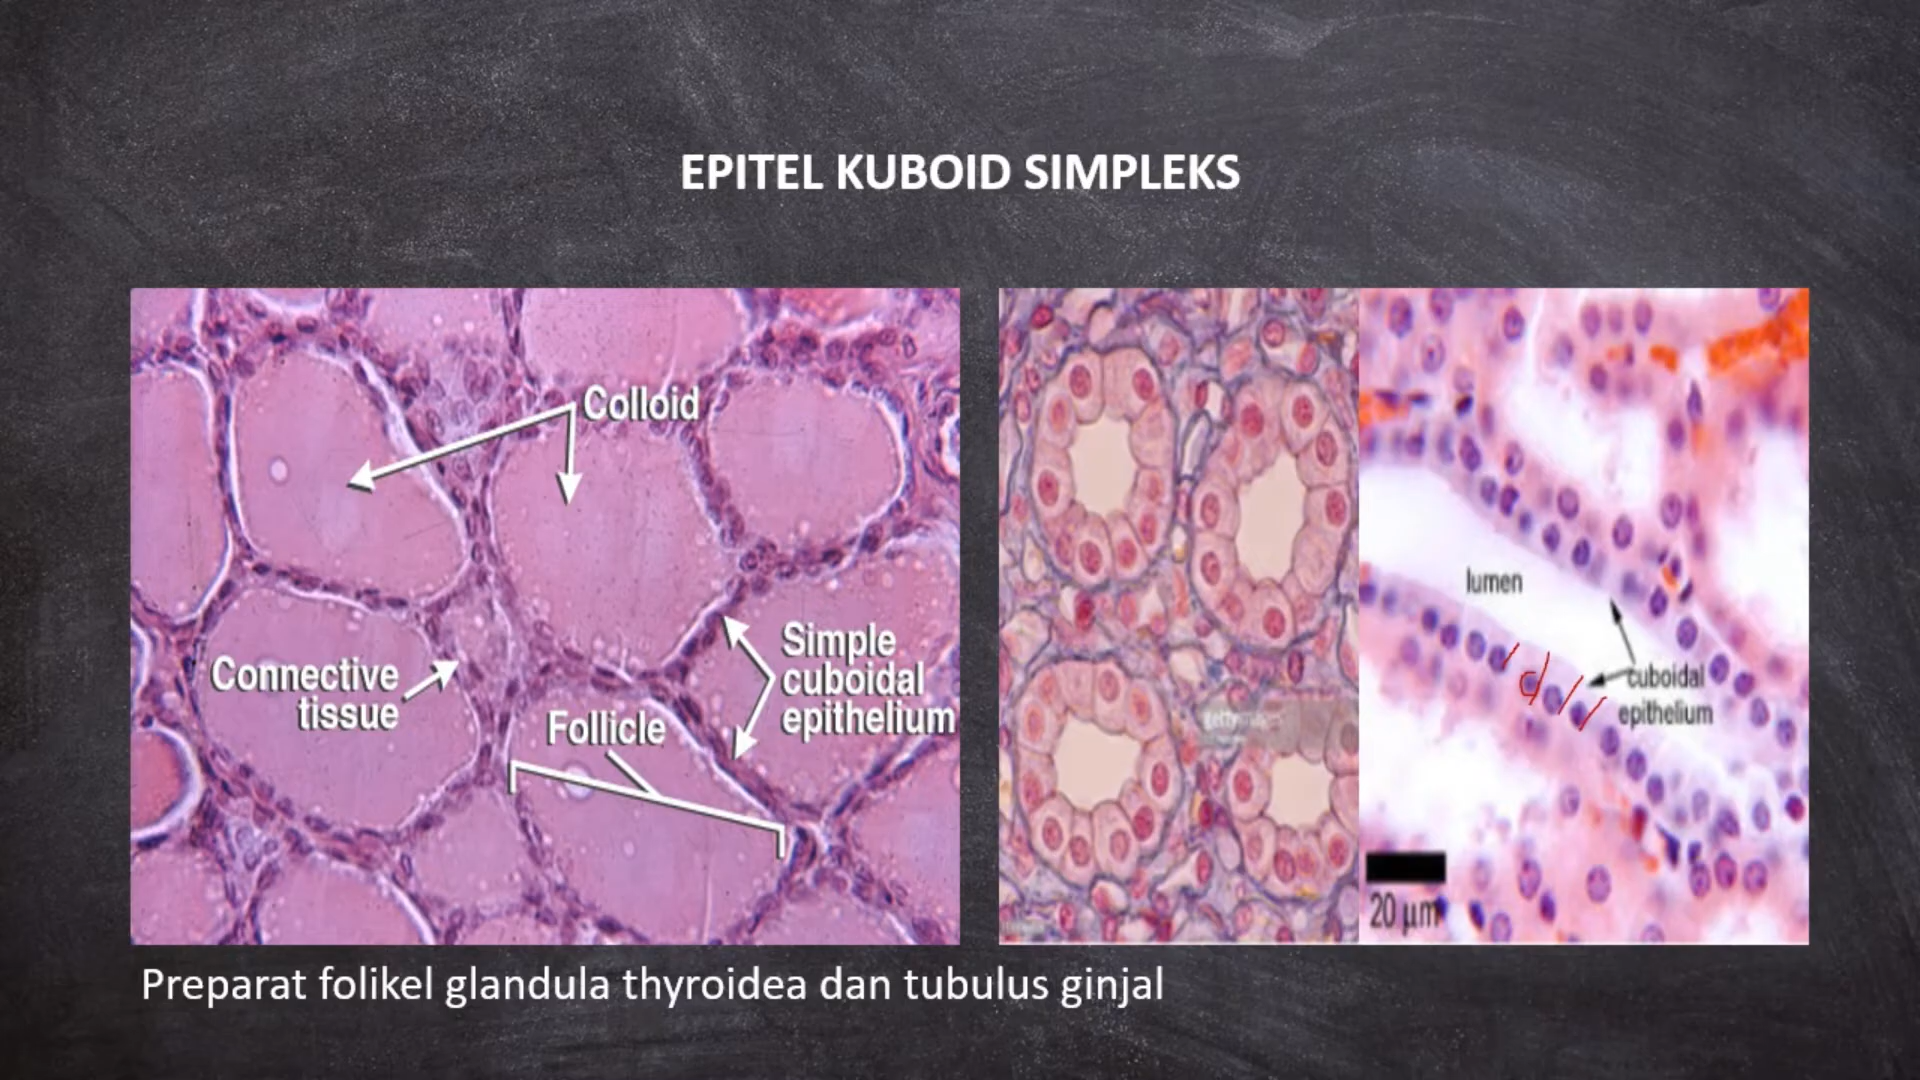 EPITEL KUBOID SIMPLEKS
Colloid
Connective
tissue
Follicle
Simple
cuboidal
epithelium
gettyimages
lumen
cuboidal
epithelium
20 µm
Preparat folikel glandula thyroidea dan tubulus ginjal